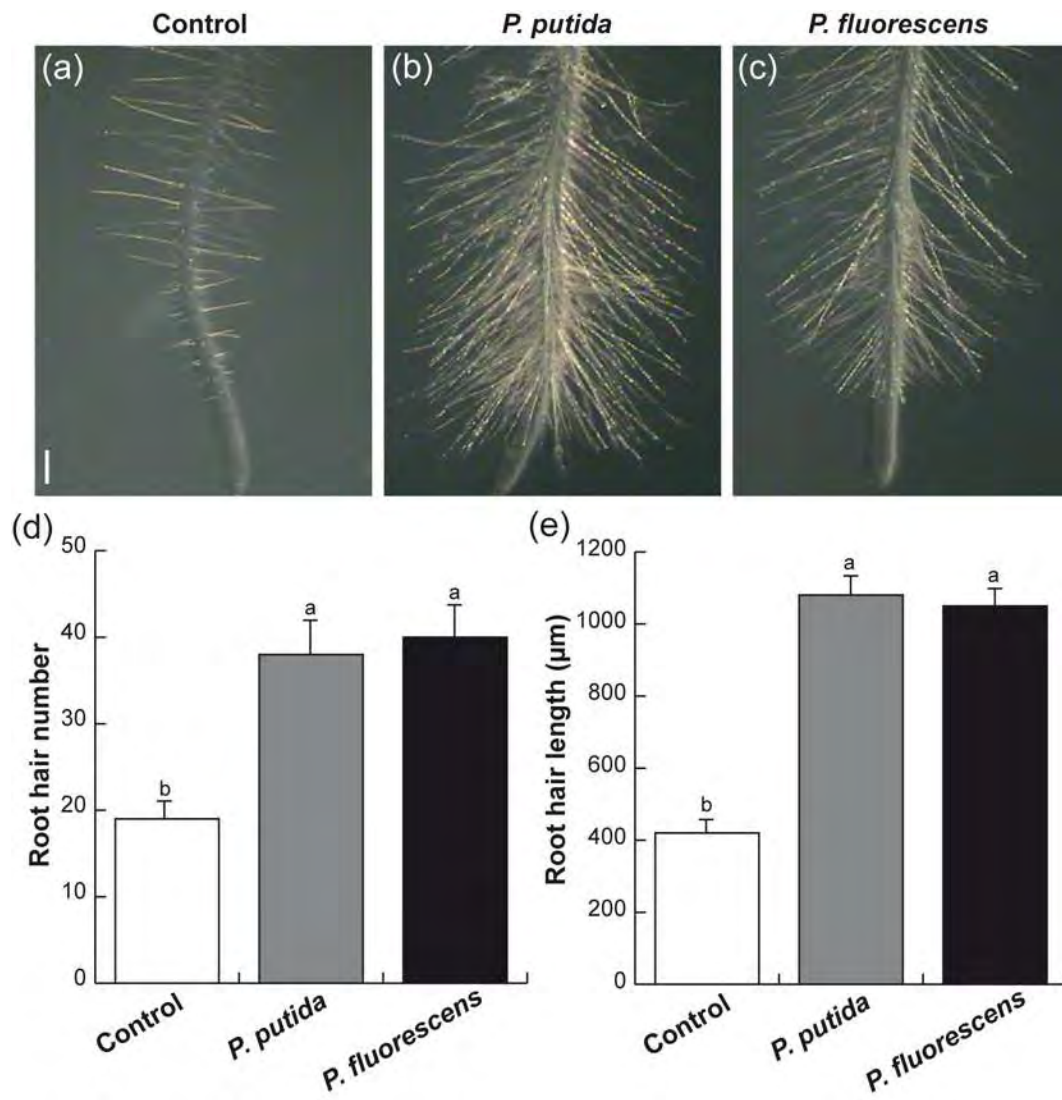 Control P. putida P. fluorescens
(a) (b) (c)
(d)
50
40
30
20
10
0
Root hair number
b
a
a
Control
P. putida
P. fluorescens
(e)
1200
1000
800
600
400
200
0
Root hair length (µm)
b
a
a
Control
P. putida
P. fluorescens